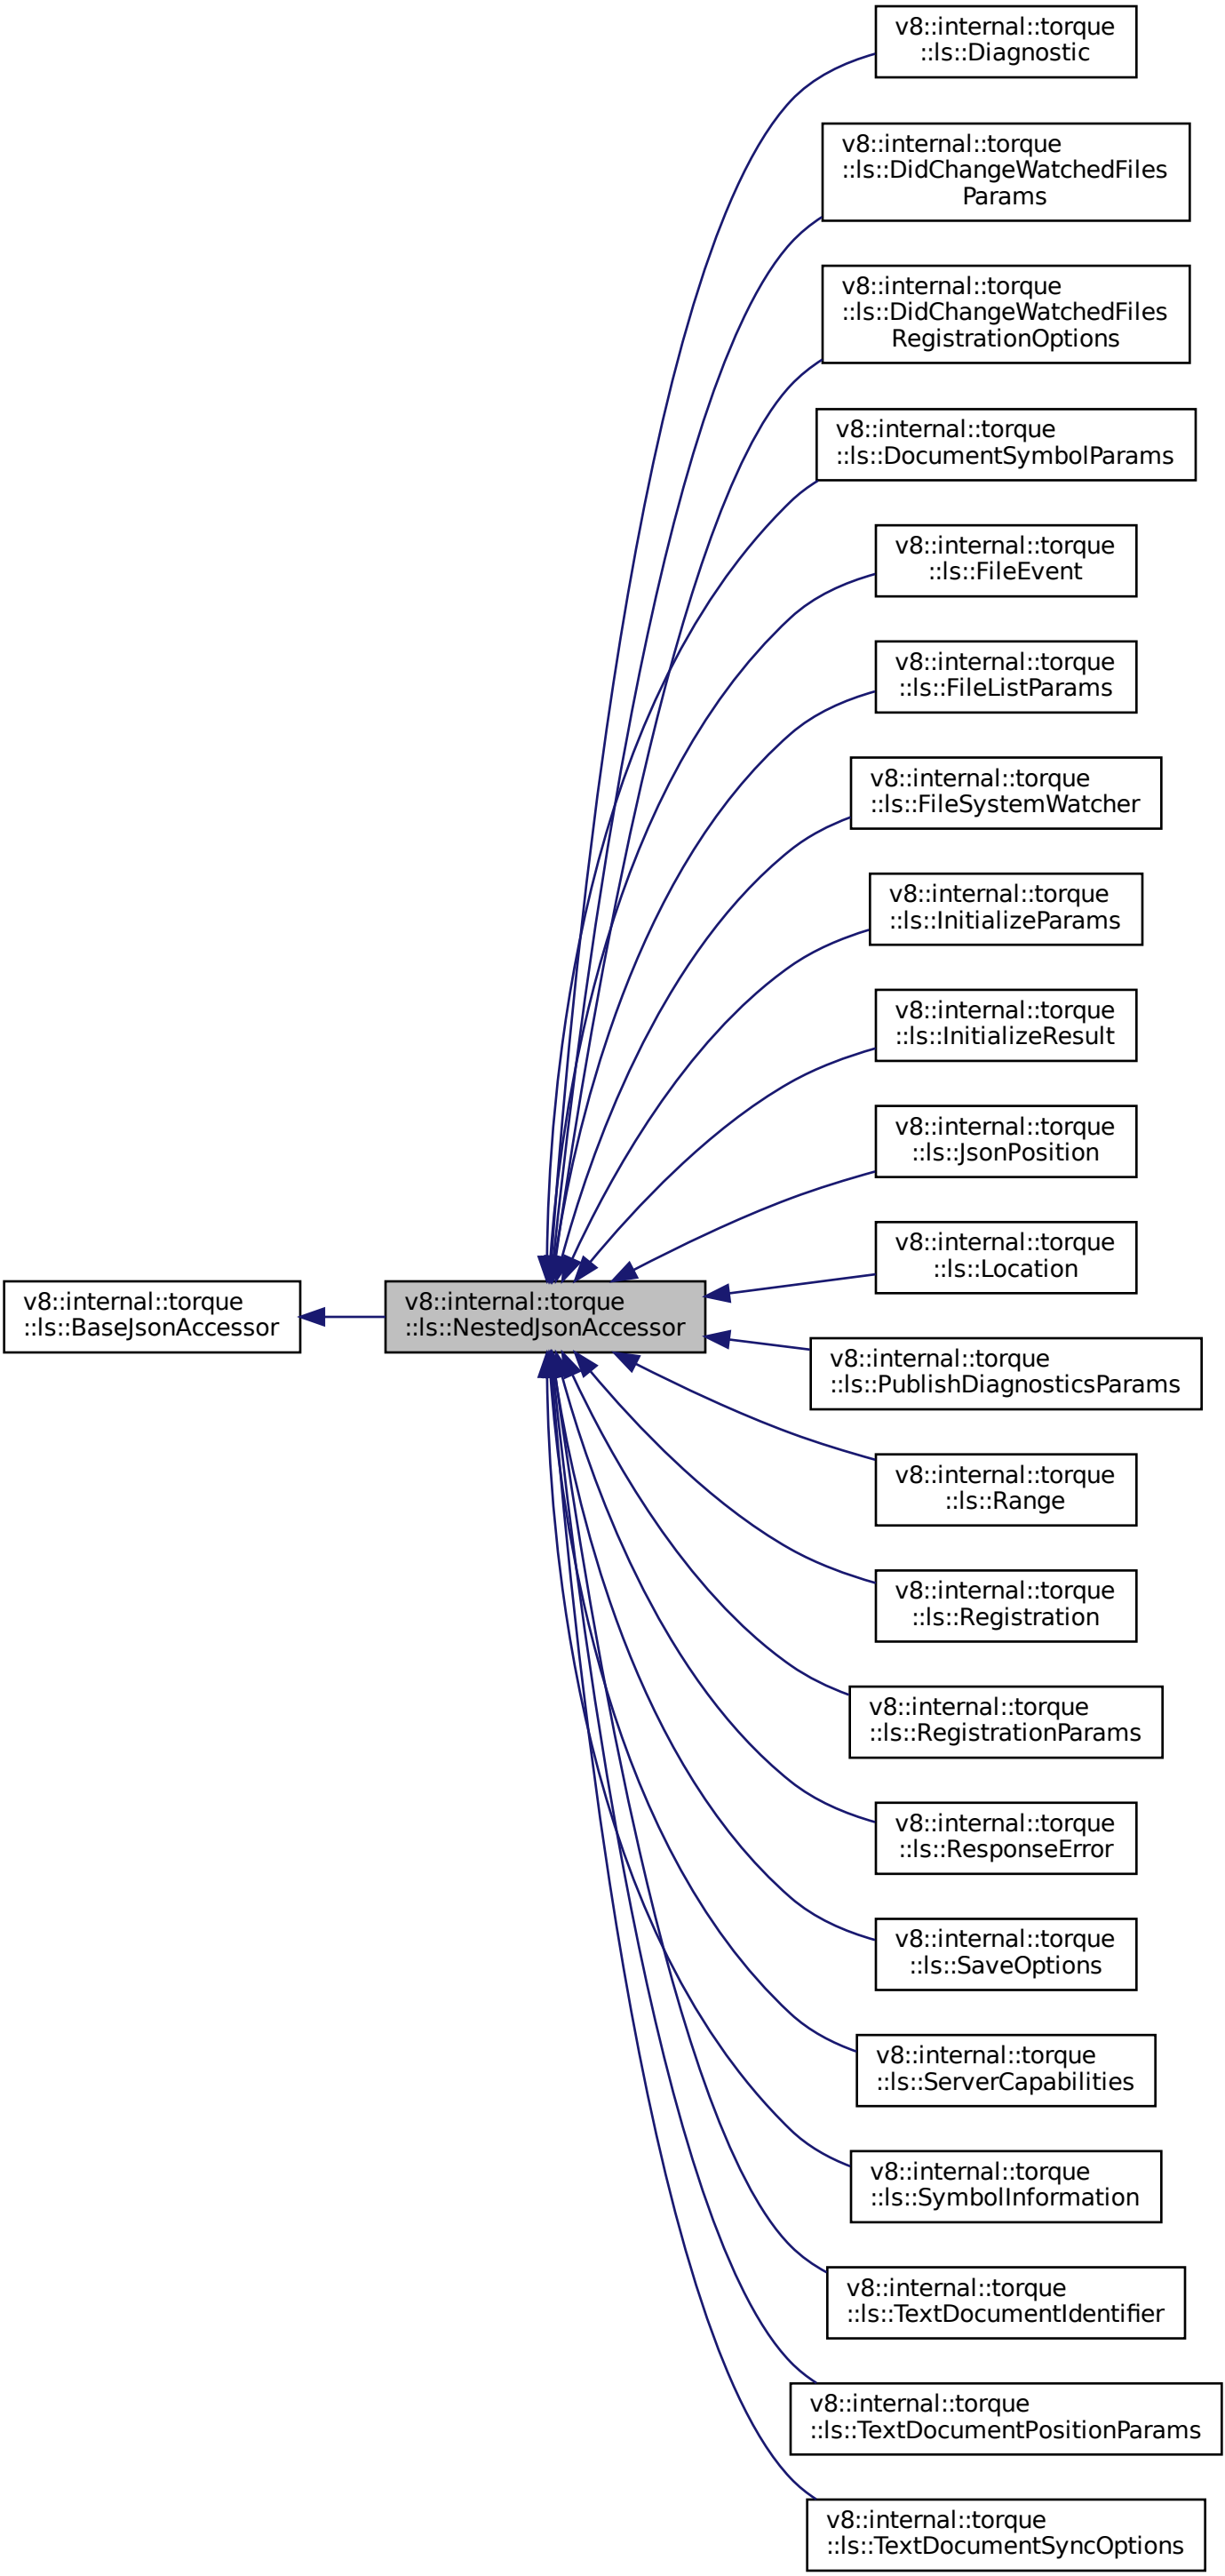 v8::internal::torque
::ls::Diagnostic
v8::internal::torque
::ls::DidChangeWatchedFiles
Params
v8::internal::torque
::ls::DidChangeWatchedFiles
RegistrationOptions
v8::internal::torque
::ls::DocumentSymbolParams
v8::internal::torque
::ls::FileEvent
v8::internal::torque
::ls::FileListParams
v8::internal::torque
::ls::FileSystemWatcher
v8::internal::torque
::ls::InitializeParams
v8::internal::torque
::ls::InitializeResult
v8::internal::torque
::ls::JsonPosition
v8::internal::torque
::ls::Location
v8::internal::torque
::ls::BaseJsonAccessor
v8::internal::torque
::ls::NestedJsonAccessor
v8::internal::torque
::ls::PublishDiagnosticsParams
v8::internal::torque
::ls::Range
v8::internal::torque
::ls::Registration
v8::internal::torque
::ls::RegistrationParams
v8::internal::torque
::ls::ResponseError
v8::internal::torque
::ls::SaveOptions
v8::internal::torque
::ls::ServerCapabilities
v8::internal::torque
::ls::SymbolInformation
v8::internal::torque
::ls::TextDocumentIdentifier
v8::internal::torque
::ls::TextDocumentPositionParams
v8::internal::torque
::ls::TextDocumentSyncOptions